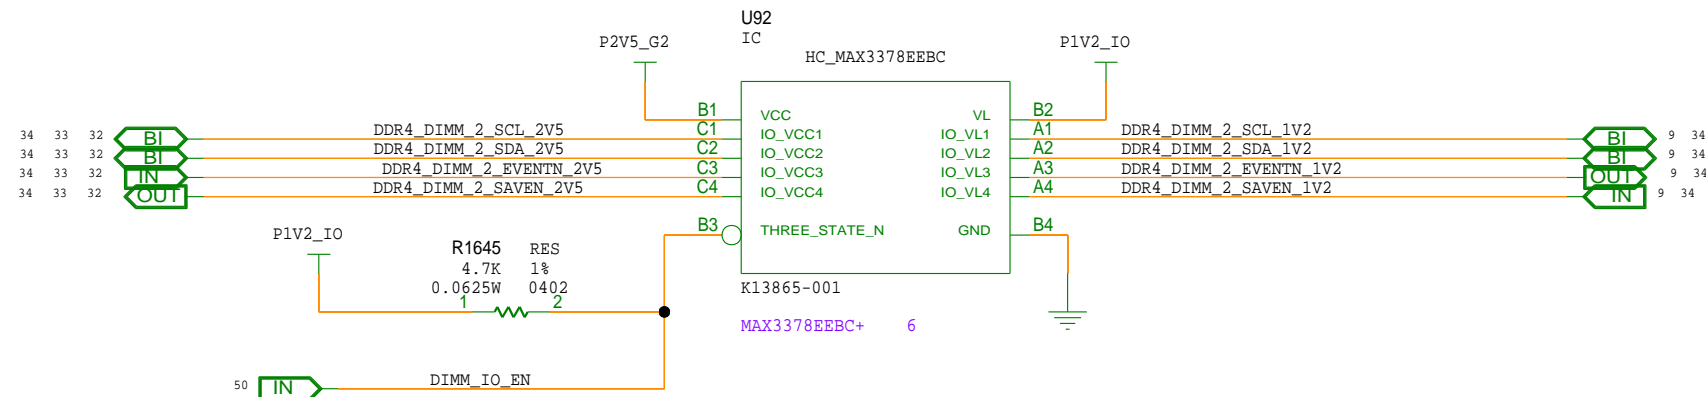 U92
IC
P2V5_G2
P1V2_IO
HC_MAX3378EEBC
B1 VCC VL B2
34 33 32 BI DDR4_DIMM_2_SCL_2V5 C1 IO_VCC1 IO_VL1 A1 DDR4_DIMM_2_SCL_1V2 BI 9 34
34 33 32 BI DDR4_DIMM_2_SDA_2V5 C2 IO_VCC2 IO_VL2 A2 DDR4_DIMM_2_SDA_1V2 BI 9 34
34 33 32 IN DDR4_DIMM_2_EVENTN_2V5 C3 IO_VCC3 IO_VL3 A3 DDR4_DIMM_2_EVENTN_1V2 OUT 9 34
34 33 32 OUT DDR4_DIMM_2_SAVEN_2V5 C4 IO_VCC4 IO_VL4 A4 DDR4_DIMM_2_SAVEN_1V2 IN 9 34
B3 THREE_STATE_N GND B4
P1V2_IO
R1645 RES
4.7K 1%
0.0625W 0402
1 2
K13865-001
MAX3378EEBC+ 6
50 IN DIMM_IO_EN